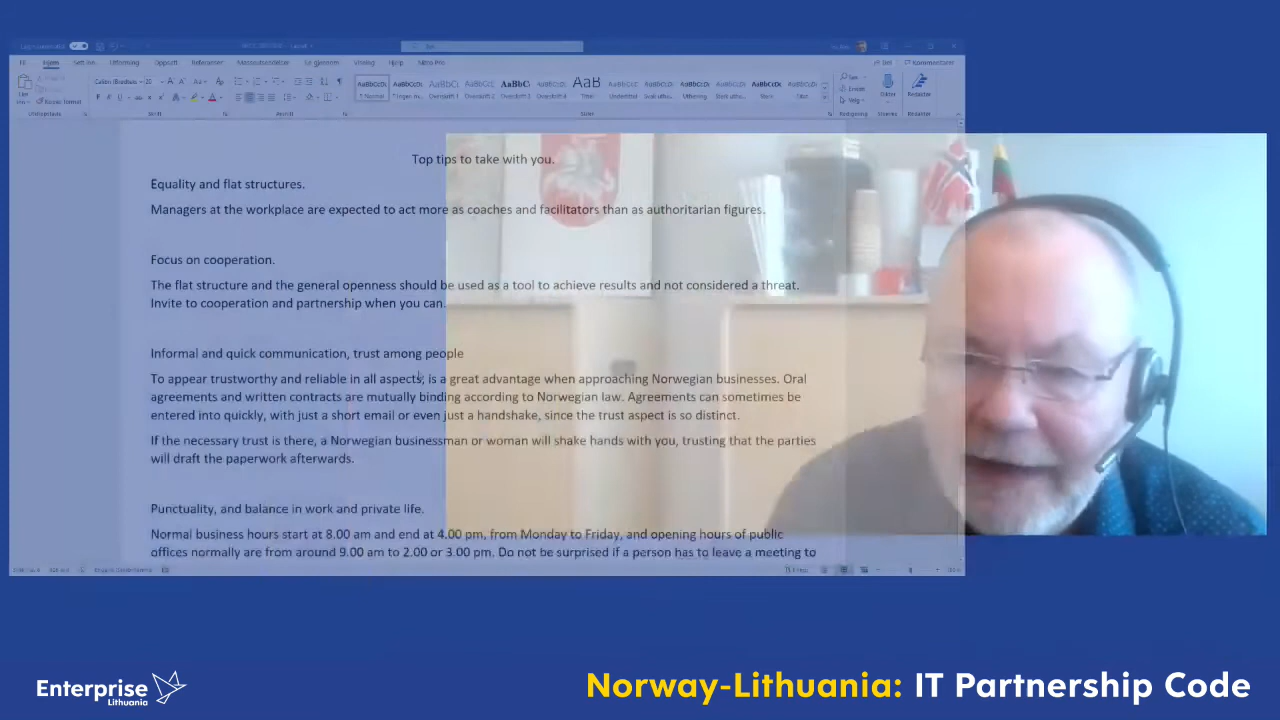 Top tips to take with you.
Equality and flat structures.
Managers at the workplace are expected to act more as coaches and facilitators than as authoritarian figures.
Focus on cooperation.
The flat structure and the general openness should be used as a tool to achieve results and not considered a threat.
Invite to cooperation and partnership when you can.
Informal and quick communication, trust among people
To appear trustworthy and reliable in all aspects, is a great advantage when approaching Norwegian businesses. Oral
agreements and written contracts are mutually binding according to Norwegian law. Agreements can sometimes be
entered into quickly, with just a short email or even just a handshake, since the trust aspect is so distinct.
If the necessary trust is there, a Norwegian businessman or woman will shake hands with you, trusting that the parties
will draft the paperwork afterwards.
Punctuality, and balance in work and private life.
Normal business hours start at 8.00 am and end at 4.00 pm, from Monday to Friday, and opening hours of public
offices normally are from around 9.00 am to 2.00 or 3.00 pm. Do not be surprised if a person has to leave a meeting to
Enterprise
Lithuania
Norway-Lithuania: IT Partnership Code